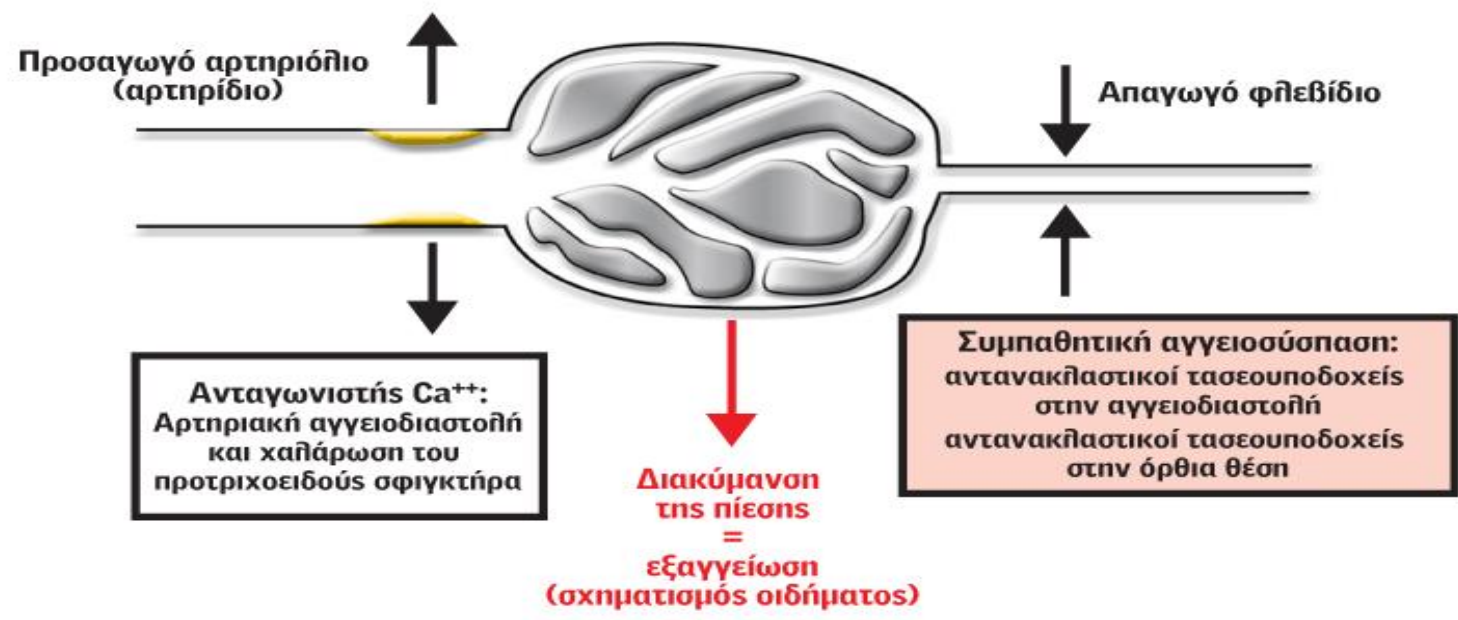 Προσαγωγό αρτηριόλιο
(αρτηρίδιο)
Απαγωγό φλεβίδιο
Ανταγωνιστής Ca⁺⁺:
Αρτηριακή αγγειοδιαστολή
και χαλάρωση του
προτριχοειδούς σφιγκτήρα
Διακύμανση
της πίεσης
=
εξαγγείωση
(σχηματισμός οιδήματος)
Συμπαθητική αγγειοσύσπαση:
αντανακλαστικοί τασεουποδοχείς
στην αγγειοδιαστολή
αντανακλαστικοί τασεουποδοχείς
στην όρθια θέση